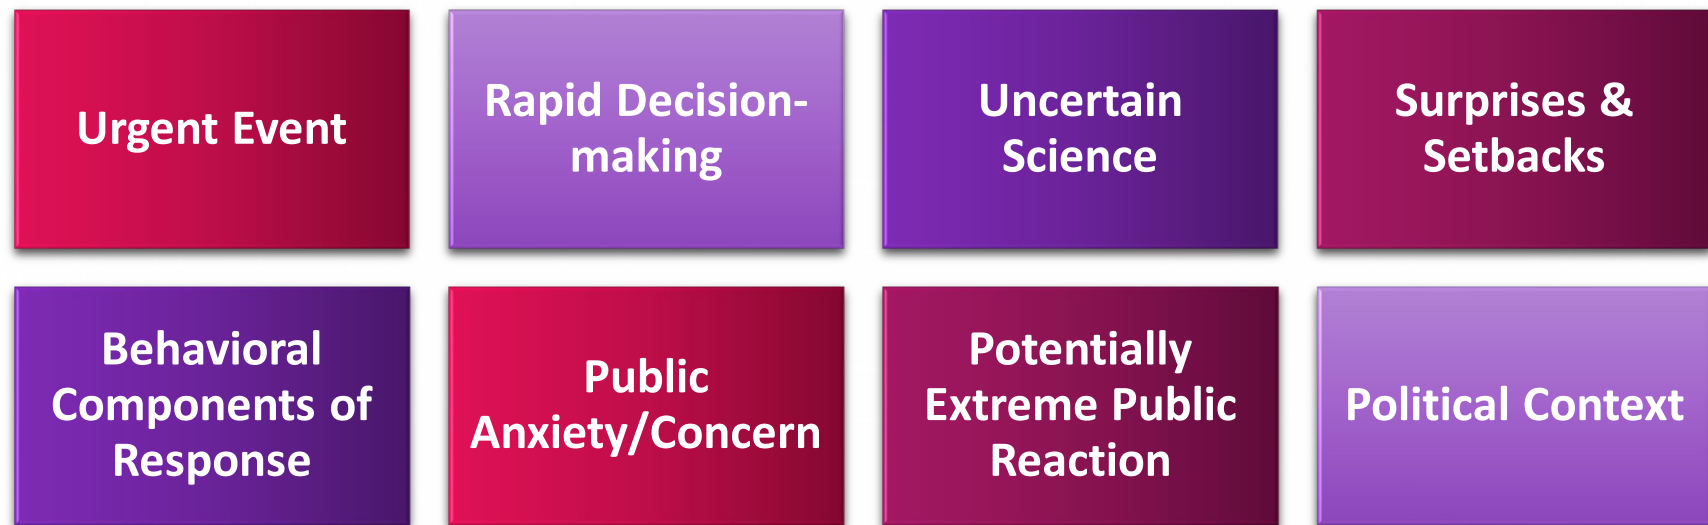 Urgent Event
Rapid Decision-
making
Uncertain
Science
Surprises &
Setbacks
Behavioral
Components of
Response
Public
Anxiety/Concern
Potentially
Extreme Public
Reaction
Political Context